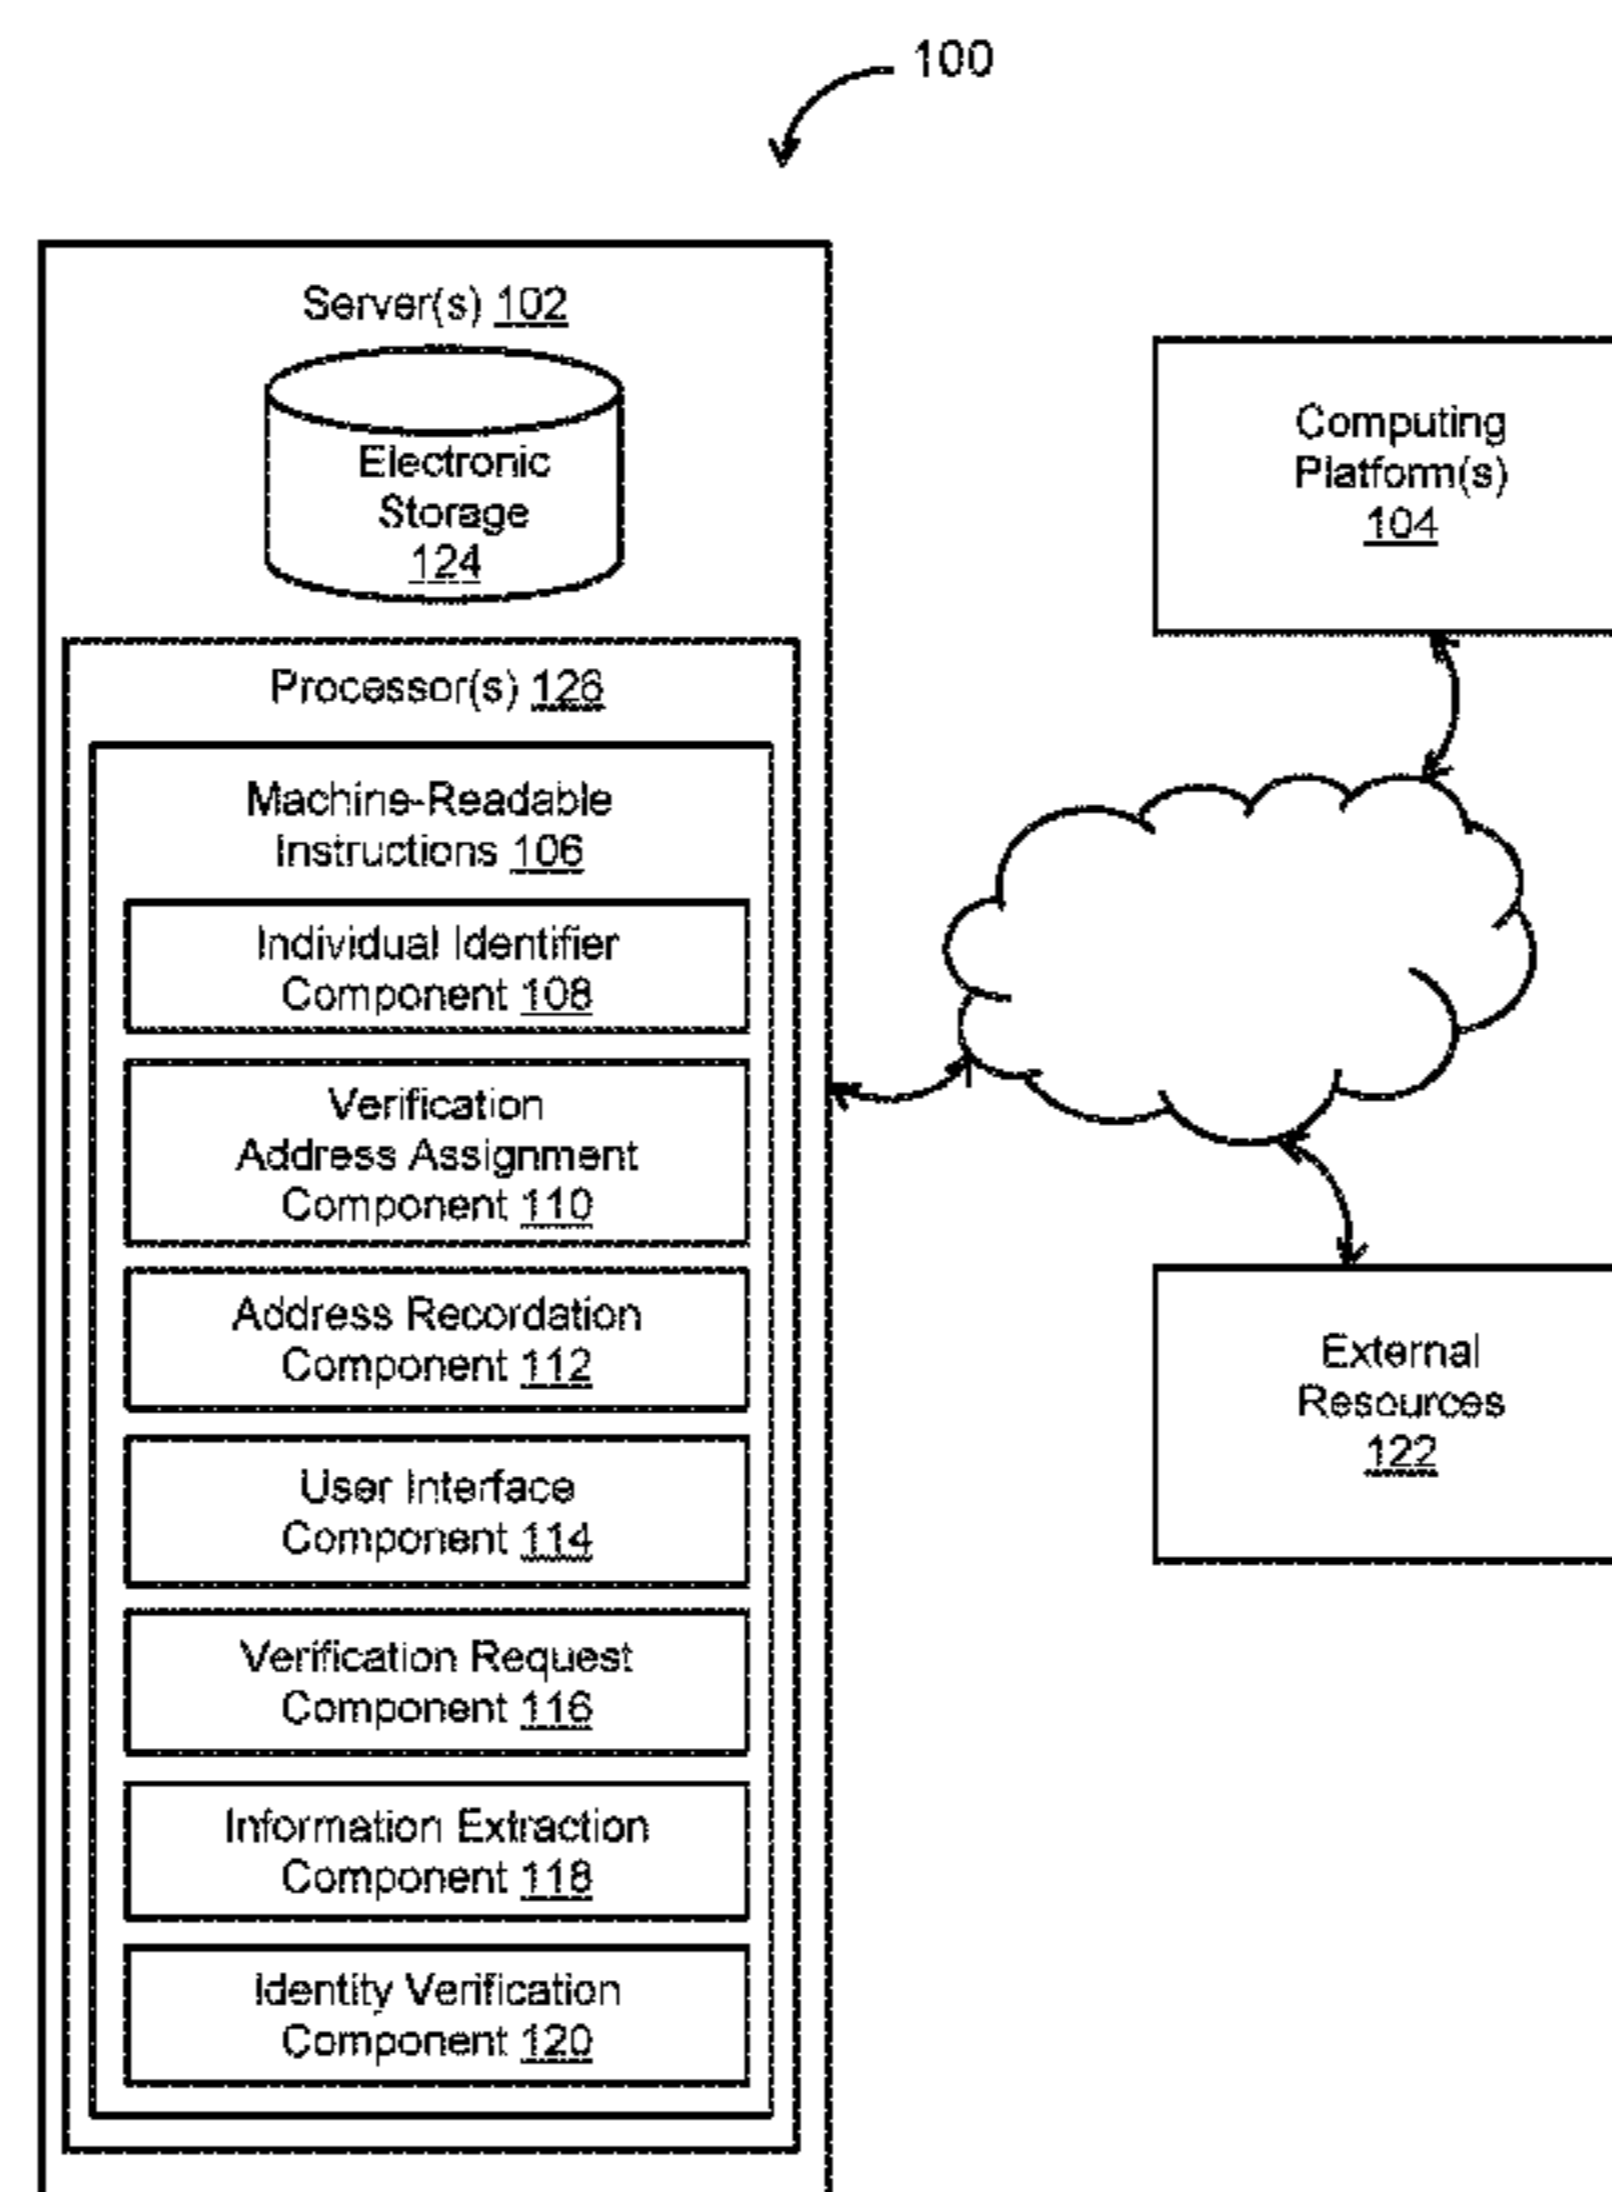 100
Server(s) 102
Electronic
Storage
124
Processor(s) 126
Machine-Readable
Instructions 106
Individual Identifier
Component 108
Verification
Address Assignment
Component 110
Address Recordation
Component 112
User Interface
Component 114
Verification Request
Component 116
Information Extraction
Component 118
Identity Verification
Component 120
Computing
Platform(s)
104
External
Resources
122